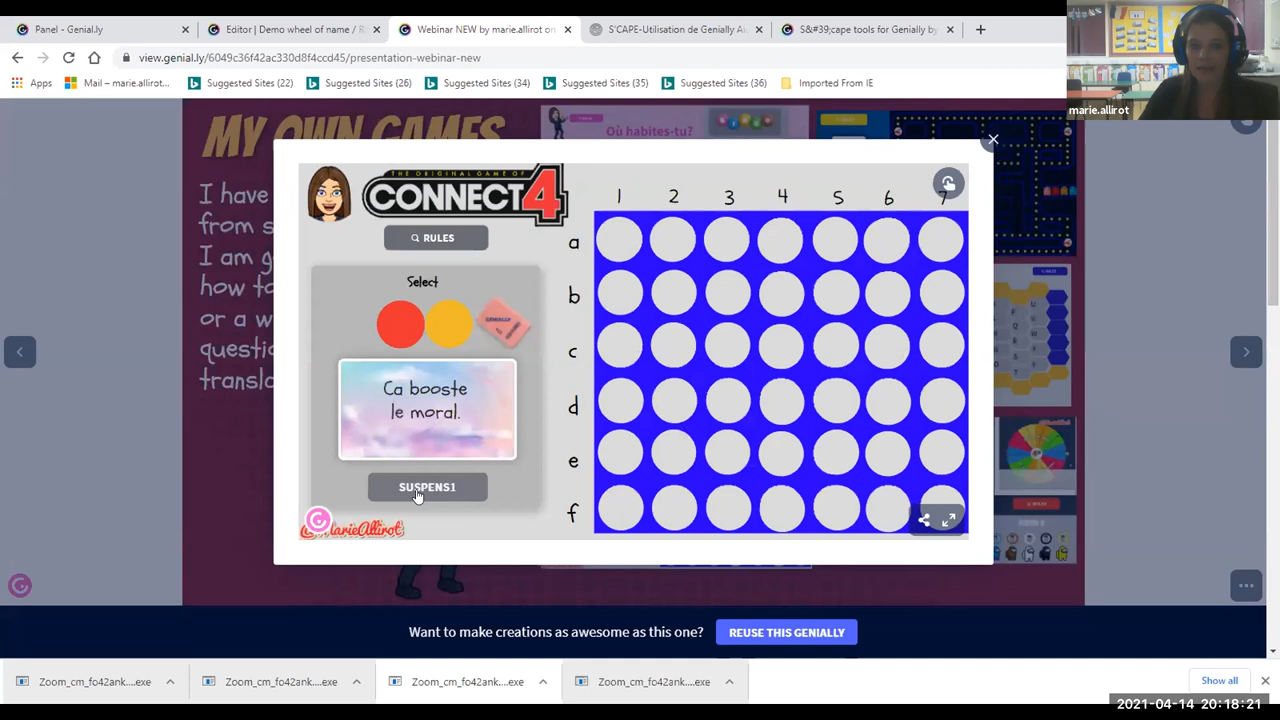 Panel - Genial.ly
Editor | Demo wheel of name / R
Webinar NEW by marie.allirot on
S'CAPE-Utilisation de Genially Aid
S&#39;cape tools for Genially by
view.genial.ly/6049c36f42ac330d8f4ccd45/presentation-webinar-new
Apps
Mail – marie.allirot...
Suggested Sites (22)
Suggested Sites (33)
Suggested Sites (34)
Suggested Sites (35)
Suggested Sites (36)
Imported From IE
marie.allirot
MY OWN GAMES
Où habites-tu?
I have
from s
I am g
how to
or a w
questi
transla
THE ORIGINAL GAME OF
CONNECT 4
RULES
Select
GENIALLY
Ca booste
le moral.
SUSPENS1
@MarieAllirot
1 2 3 4 5 6 7
a
b
c
d
e
f
Want to make creations as awesome as this one?
REUSE THIS GENIALLY
Zoom_cm_fo42ank....exe
Zoom_cm_fo42ank....exe
Zoom_cm_fo42ank....exe
Zoom_cm_fo42ank....exe
Show all
2021-04-14 20:18:21